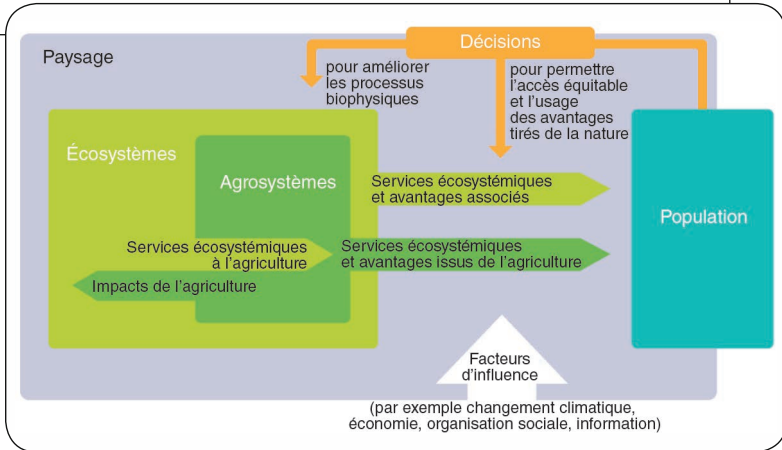 Décisions
Paysage
pour améliorer
les processus
biophysiques
pour permettre
l'accès équitable
et l'usage
des avantages
tirés de la nature
Écosystèmes
Agrosystèmes
Services écosystémiques
et avantages associés
Population
Services écosystémiques
à l'agriculture
Services écosystémiques
et avantages issus de l'agriculture
Impacts de l'agriculture
Facteurs
d'influence
(par exemple changement climatique,
économie, organisation sociale, information)